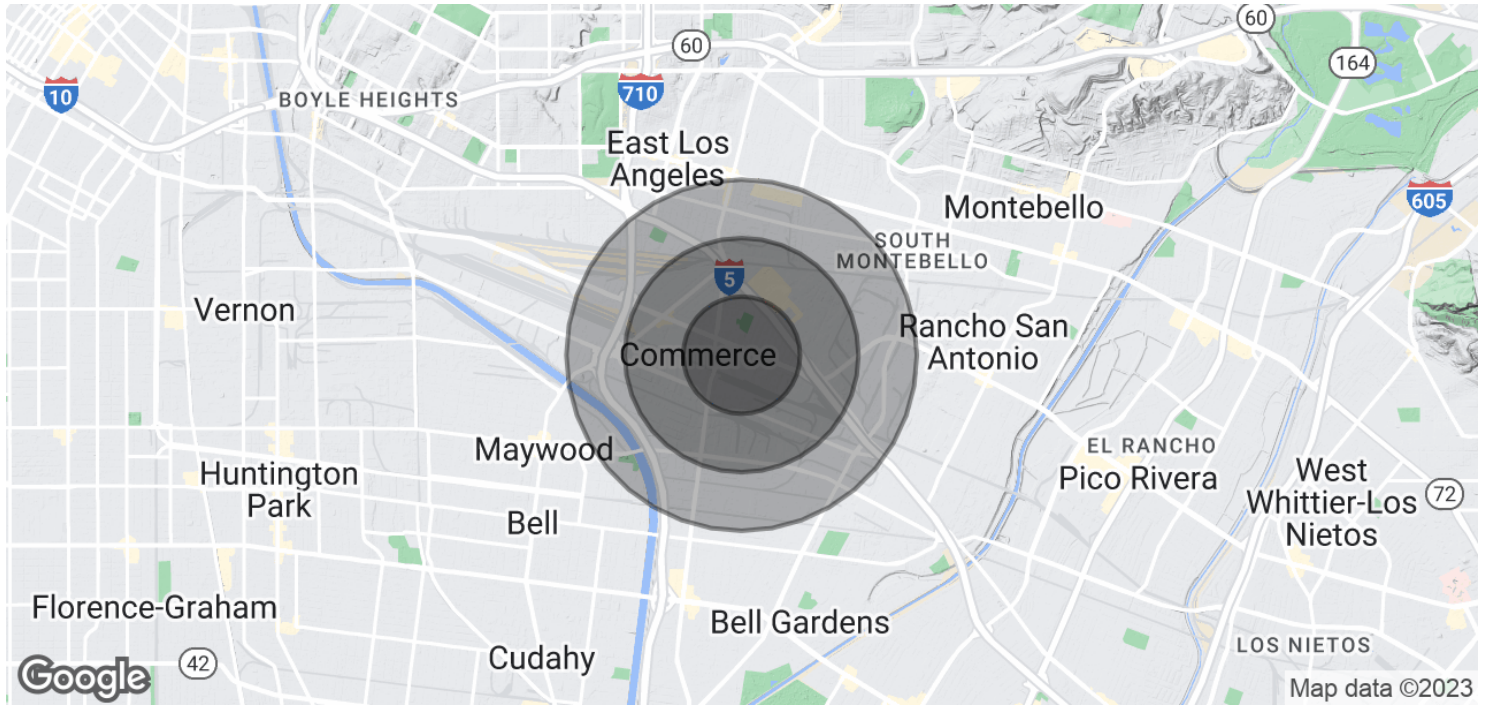 60
60
164
10
710
BOYLE HEIGHTS
East Los
Angeles
605
Montebello
SOUTH
MONTEBELLO
5
Vernon
Rancho San
Antonio
Commerce
Maywood
EL RANCHO
Huntington
Park
Pico Rivera
West
Whittier-Los
Nietos
72
Bell
Florence-Graham
Bell Gardens
LOS NIETOS
Cudahy
42
Google
Map data ©2023